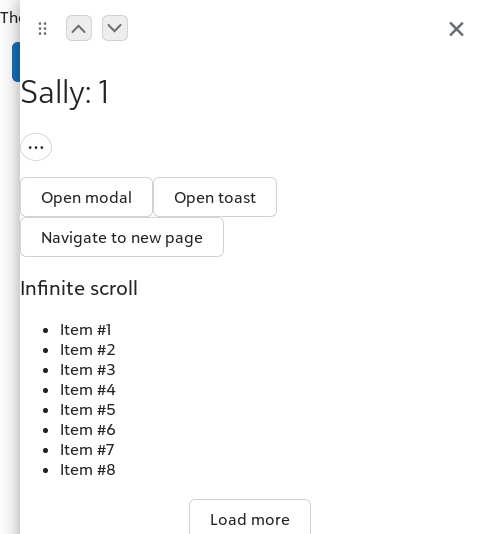 The
Sally: 1
Open modal
Open toast
Navigate to new page
Infinite scroll
Item #1
Item #2
Item #3
Item #4
Item #5
Item #6
Item #7
Item #8
Load more